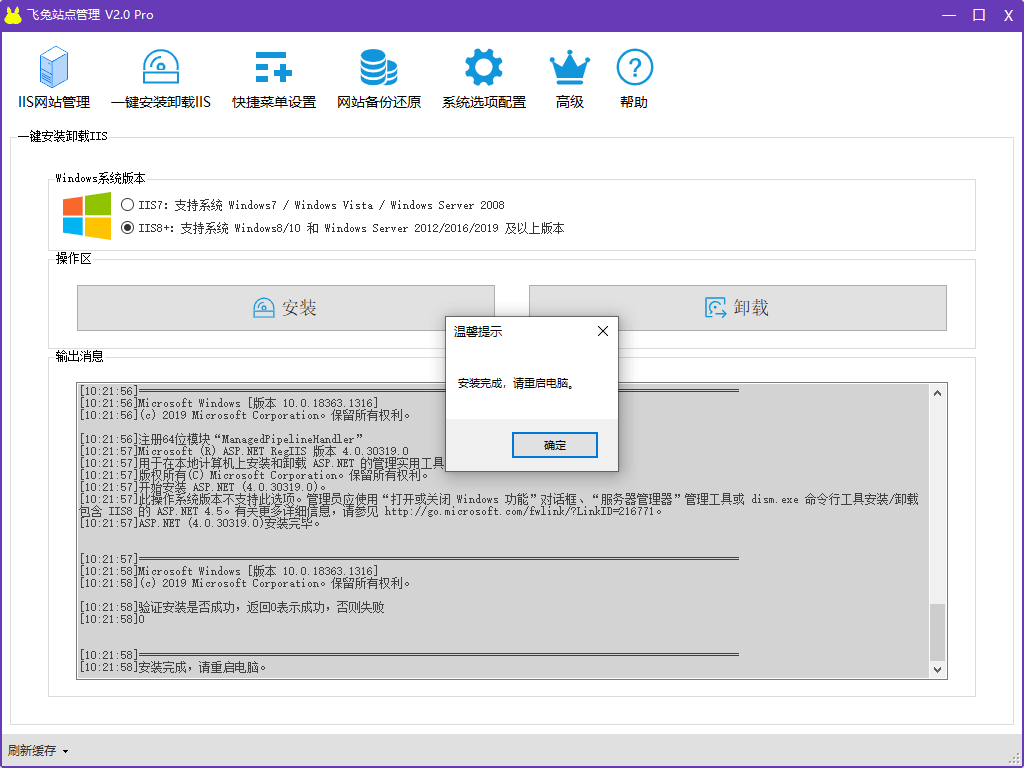 飞兔站点管理 V2.0 Pro
IIS网站管理
一键安装卸载IIS
快捷菜单设置
网站备份还原
系统选项配置
高级
帮助
一键安装卸载IIS
Windows系统版本
IIS7: 支持系统 Windows7 / Windows Vista / Windows Server 2008
IIS8+: 支持系统 Windows8/10 和 Windows Server 2012/2016/2019 及以上版本
操作区
安装
卸载
温馨提示
安装完成，请重启电脑。
确定
输出消息
[10:21:56]════════════════════
[10:21:56]Microsoft Windows [版本 10.0.18363.1316]
[10:21:56](c) 2019 Microsoft Corporation。保留所有权利。
[10:21:56]注册64位模块“ManagedPipelineHandler”
[10:21:57]Microsoft (R) ASP.NET RegIIS 版本 4.0.30319.0
[10:21:57]用于在本地计算机上安装和卸载 ASP.NET 的管理实用工具
[10:21:57]版权所有(C) Microsoft Corporation。保留所有权利。
[10:21:57]开始安装 ASP.NET (4.0.30319.0)。
[10:21:57]此操作系统版本不支持此选项。管理员应使用“打开或关闭 Windows 功能”对话框、“服务器管理器”管理工具或 dism.exe 命令行工具安装/卸载
包含 IIS8 的 ASP.NET 4.5。有关更多详细信息，请参见 http://go.microsoft.com/fwlink/?LinkID=216771。
[10:21:57]ASP.NET (4.0.30319.0)安装完毕。
[10:21:57]════════════════════
[10:21:58]Microsoft Windows [版本 10.0.18363.1316]
[10:21:58](c) 2019 Microsoft Corporation。保留所有权利。
[10:21:58]验证安装是否成功，返回0表示成功，否则失败
[10:21:58]0
[10:21:58]════════════════════
[10:21:58]安装完成，请重启电脑。
刷新缓存